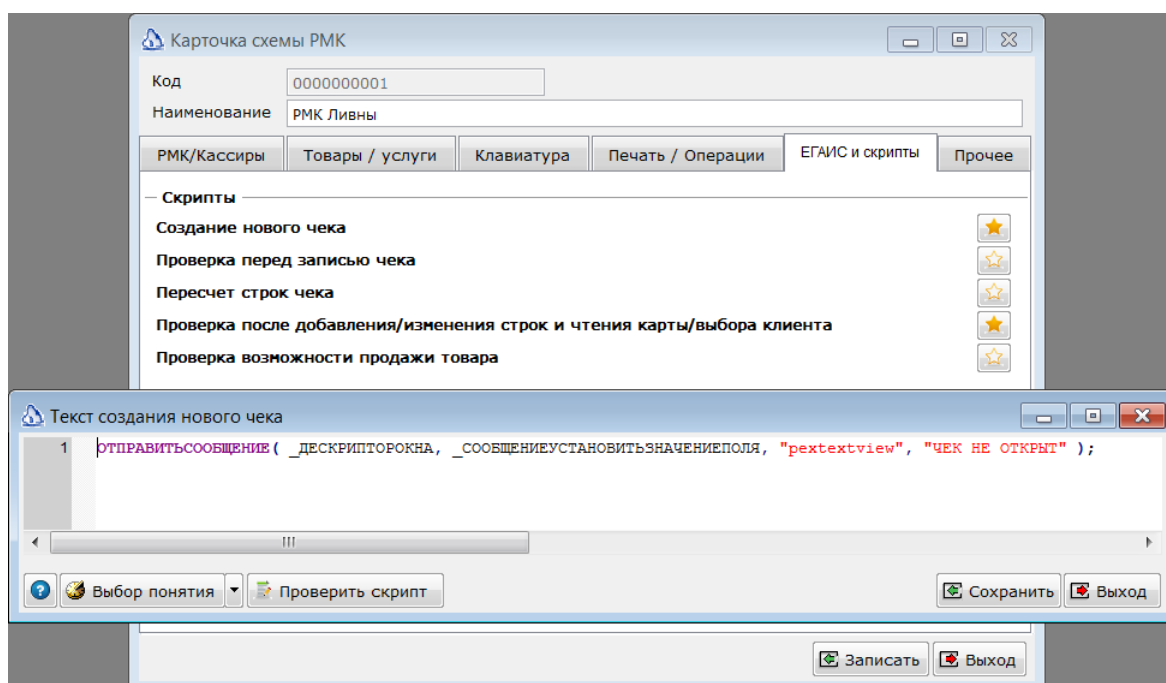 Карточка схемы РМК
Код 0000000001
Наименование РМК Ливны
РМК/Кассиры Товары / услуги Клавиатура Печать / Операции ЕГАИС и скрипты Прочее
Скрипты
Создание нового чека
Проверка перед записью чека
Пересчет строк чека
Проверка после добавления/изменения строк и чтения карты/выбора клиента
Проверка возможности продажи товара
Текст создания нового чека
1 ОТПРАВИТЬСООБЩЕНИЕ( _ДЕСКРИПТОРОКНА, _СООБЩЕНИЕУСТАНОВИТЬЗНАЧЕНИЕПОЛЯ, "pextextview", "ЧЕК НЕ ОТКРЫТ" );
Выбор понятия Проверить скрипт Сохранить Выход
Записать Выход